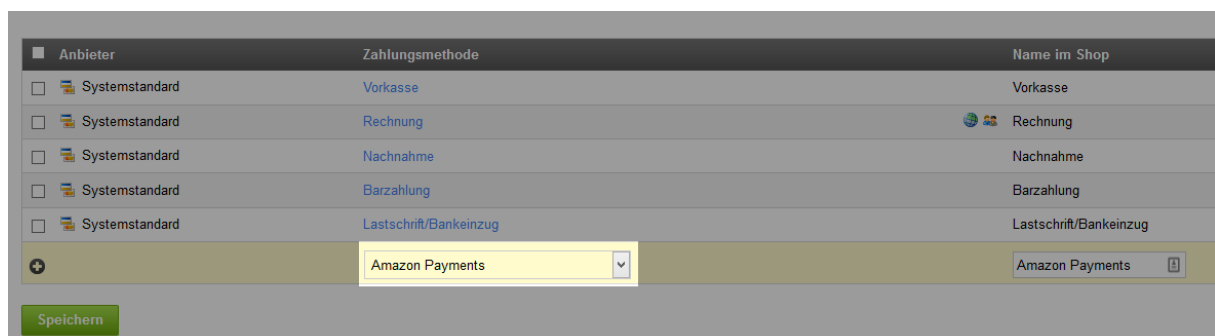 Anbieter Zahlungsmethode Name im Shop
Systemstandard Vorkasse Vorkasse
Systemstandard Rechnung Rechnung
Systemstandard Nachnahme Nachnahme
Systemstandard Barzahlung Barzahlung
Systemstandard Lastschrift/Bankeinzug Lastschrift/Bankeinzug
Amazon Payments Amazon Payments
Speichern